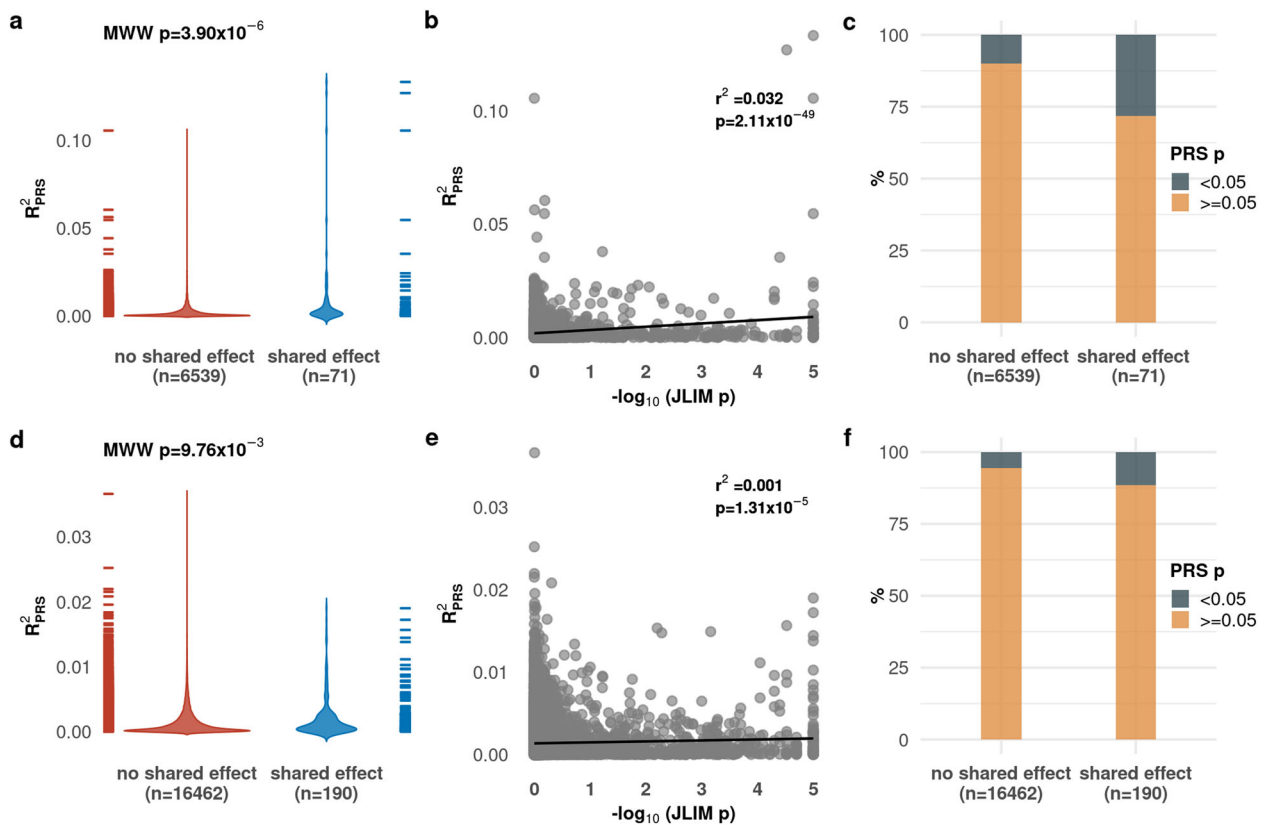 a
MWW p=3.90x10−6
R2PRS
0.10
0.05
0.00
no shared effect
(n=6539)
shared effect
(n=71)
b
r2 =0.032
p=2.11x10−49
R2PRS
0.10
0.05
0.00
0 1 2 3 4 5
-log10 (JLIM p)
c
%
100
75
50
25
0
no shared effect
(n=6539)
shared effect
(n=71)
PRS p
<0.05
>=0.05
d
MWW p=9.76x10−3
R2PRS
0.03
0.02
0.01
0.00
no shared effect
(n=16462)
shared effect
(n=190)
e
r2 =0.001
p=1.31x10−5
R2PRS
0.03
0.02
0.01
0.00
0 1 2 3 4 5
-log10 (JLIM p)
f
%
100
75
50
25
0
no shared effect
(n=16462)
shared effect
(n=190)
PRS p
<0.05
>=0.05